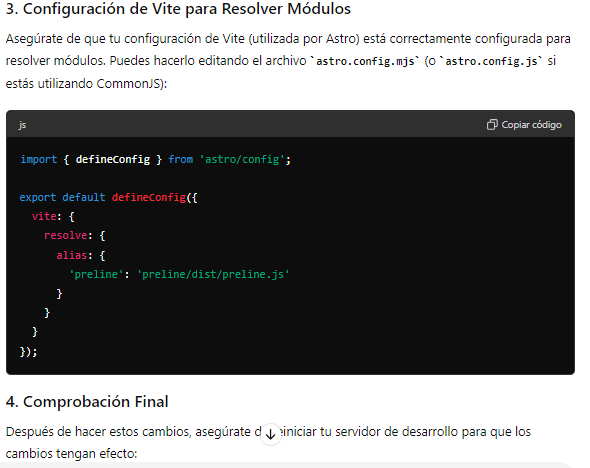 3. Configuración de Vite para Resolver Módulos
Asegúrate de que tu configuración de Vite (utilizada por Astro) está correctamente configurada para
resolver módulos. Puedes hacerlo editando el archivo `astro.config.mjs` (o `astro.config.js` si
estás utilizando CommonJS):
js
Copiar código
import { defineConfig } from 'astro/config';
export default defineConfig({
  vite: {
    resolve: {
      alias: {
        'preline': 'preline/dist/preline.js'
      }
    }
  }
});
4. Comprobación Final
Después de hacer estos cambios, asegúrate einiciar tu servidor de desarrollo para que los
cambios tengan efecto: